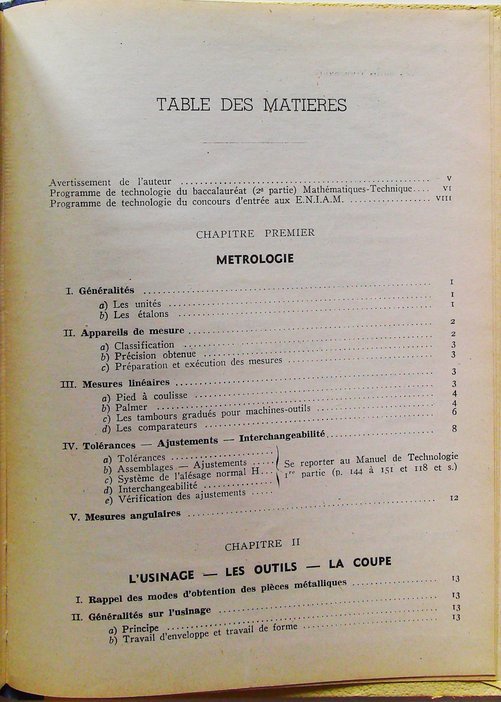 TABLE DES MATIERES
Avertissement de l'auteur ........ V
Programme de technologie du baccalauréat (2e partie) Mathématiques-Technique.... VI
Programme de technologie du concours d'entrée aux E.N.I.A.M. ........ VIII
CHAPITRE PREMIER
METROLOGIE
I. Généralités ........ 1
a) Les unités ........ 1
b) Les étalons ........ 1
II. Appareils de mesure ........ 2
a) Classification ........ 2
b) Précision obtenue ........ 3
c) Préparation et exécution des mesures ........ 3
III. Mesures linéaires ........ 3
a) Pied à coulisse ........ 3
b) Palmer ........ 4
c) Les tambours gradués pour machines-outils ........ 4
d) Les comparateurs ........ 6
IV. Tolérances — Ajustements — Interchangeabilité ........ 8
a) Tolérances ........
b) Assemblages — Ajustements .....
c) Système de l'alésage normal H...
d) Interchangeabilité ........
e) Vérification des ajustements .....
Se reporter au Manuel de Technologie
1re partie (p. 144 à 151 et 118 et s.)
V. Mesures angulaires ........ 12
CHAPITRE II
L'USINAGE — LES OUTILS — LA COUPE
I. Rappel des modes d'obtention des pièces métalliques ........ 13
II. Généralités sur l'usinage ........ 13
a) Principe ........ 13
b) Travail d'enveloppe et travail de forme ........ 13